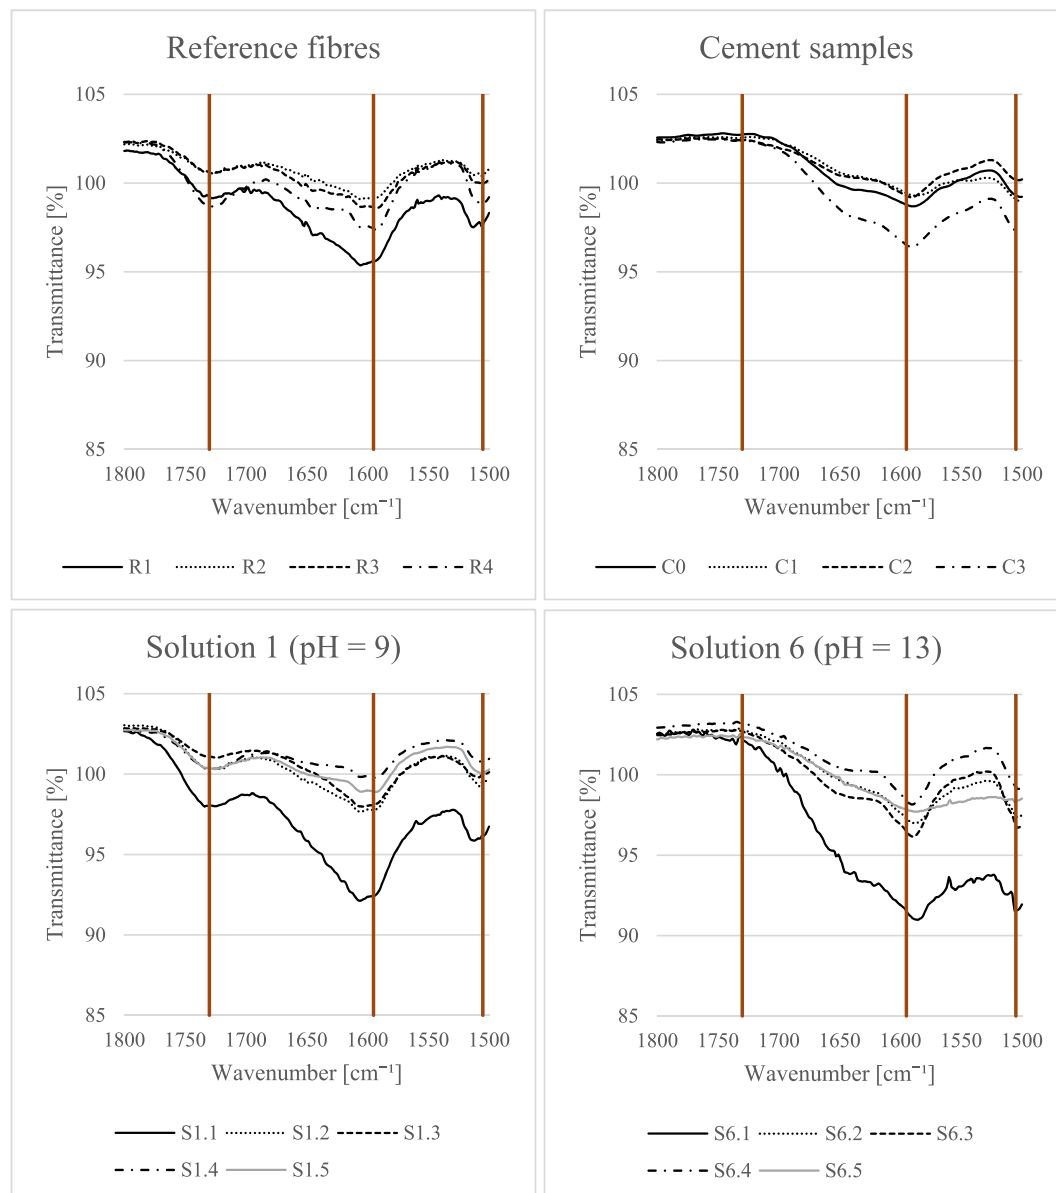 Reference fibres
105
100
95
90
85
Transmittance [%]
1800 1750 1700 1650 1600 1550 1500
Wavenumber [cm⁻¹]
R1 R2 R3 R4
Cement samples
105
100
95
90
85
Transmittance [%]
1800 1750 1700 1650 1600 1550 1500
Wavenumber [cm⁻¹]
C0 C1 C2 C3
Solution 1 (pH = 9)
105
100
95
90
85
Transmittance [%]
1800 1750 1700 1650 1600 1550 1500
Wavenumber [cm⁻¹]
S1.1 S1.2 S1.3
S1.4 S1.5
Solution 6 (pH = 13)
105
100
95
90
85
Transmittance [%]
1800 1750 1700 1650 1600 1550 1500
Wavenumber [cm⁻¹]
S6.1 S6.2 S6.3
S6.4 S6.5